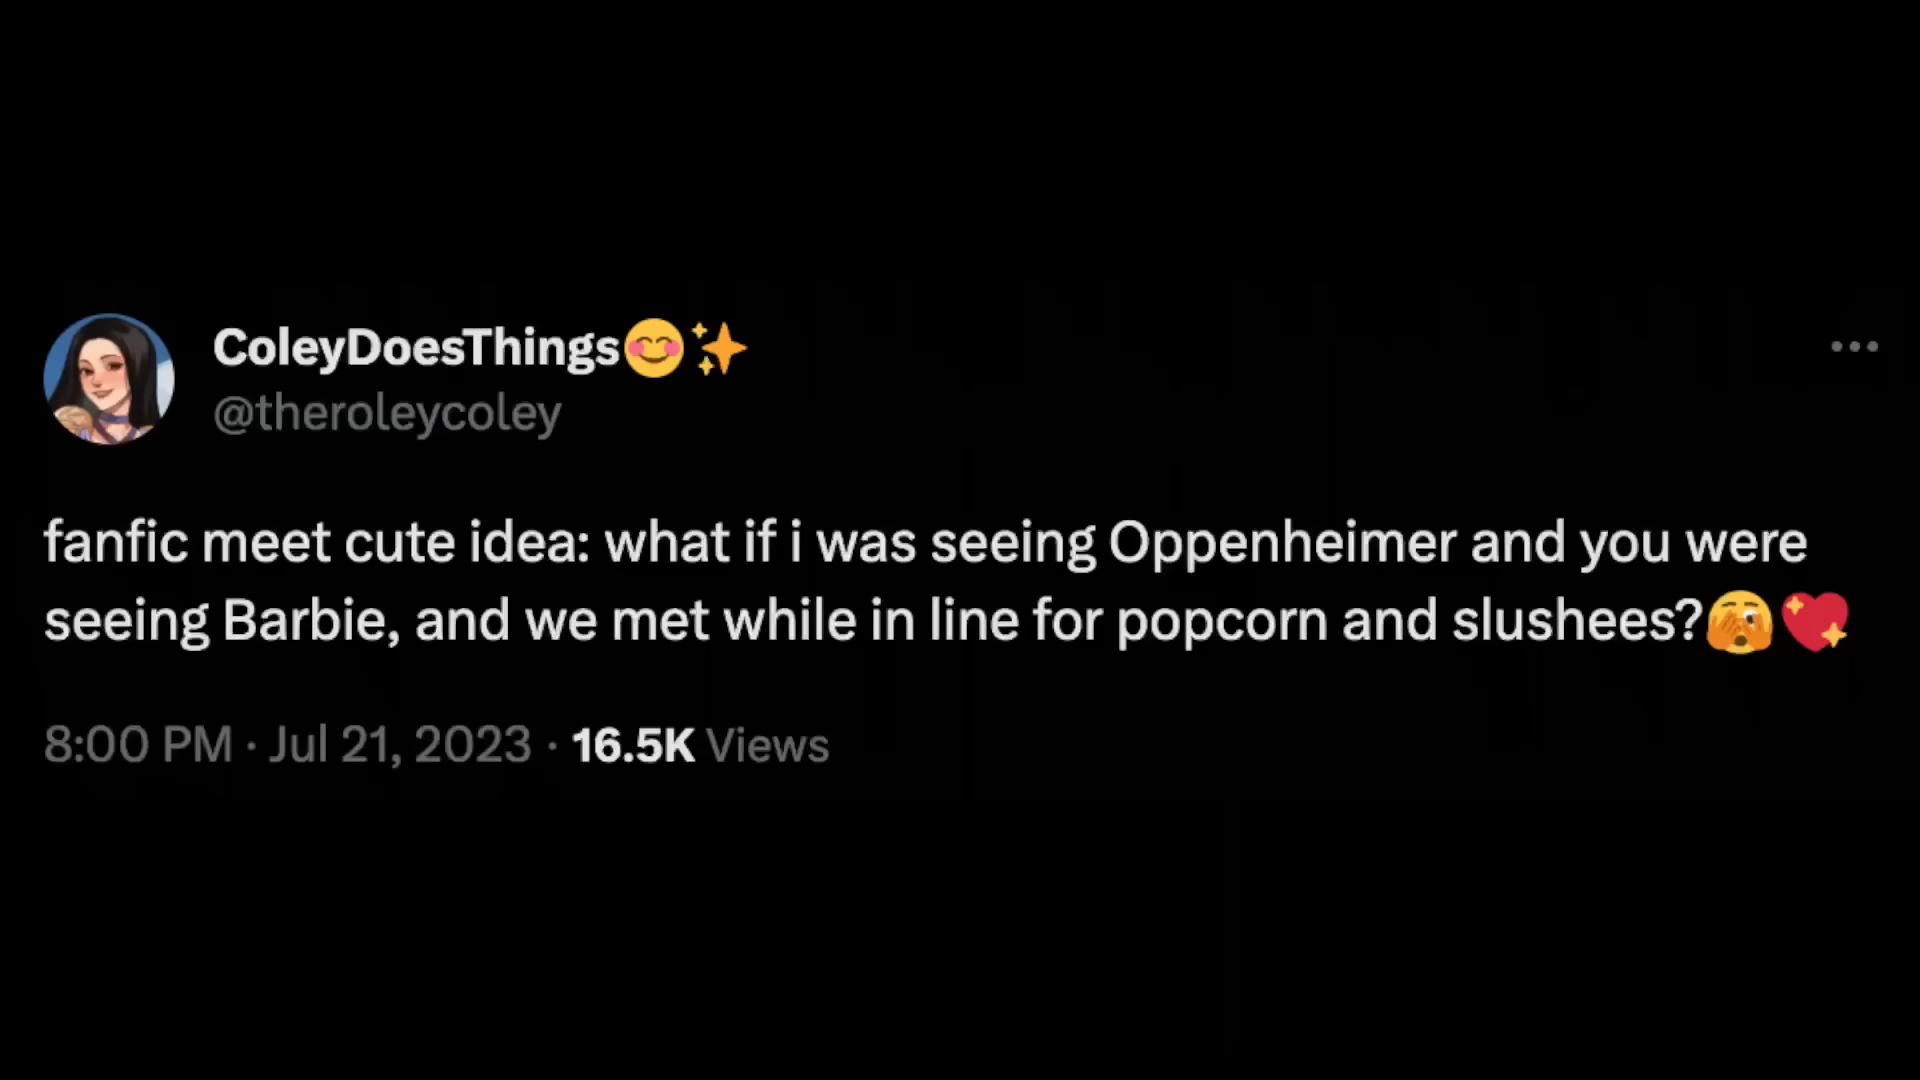 ColeyDoesThings😊✨
@theroleycoley
fanfic meet cute idea: what if i was seeing Oppenheimer and you were
seeing Barbie, and we met while in line for popcorn and slushees?🫣💖
8:00 PM · Jul 21, 2023 · 16.5K Views